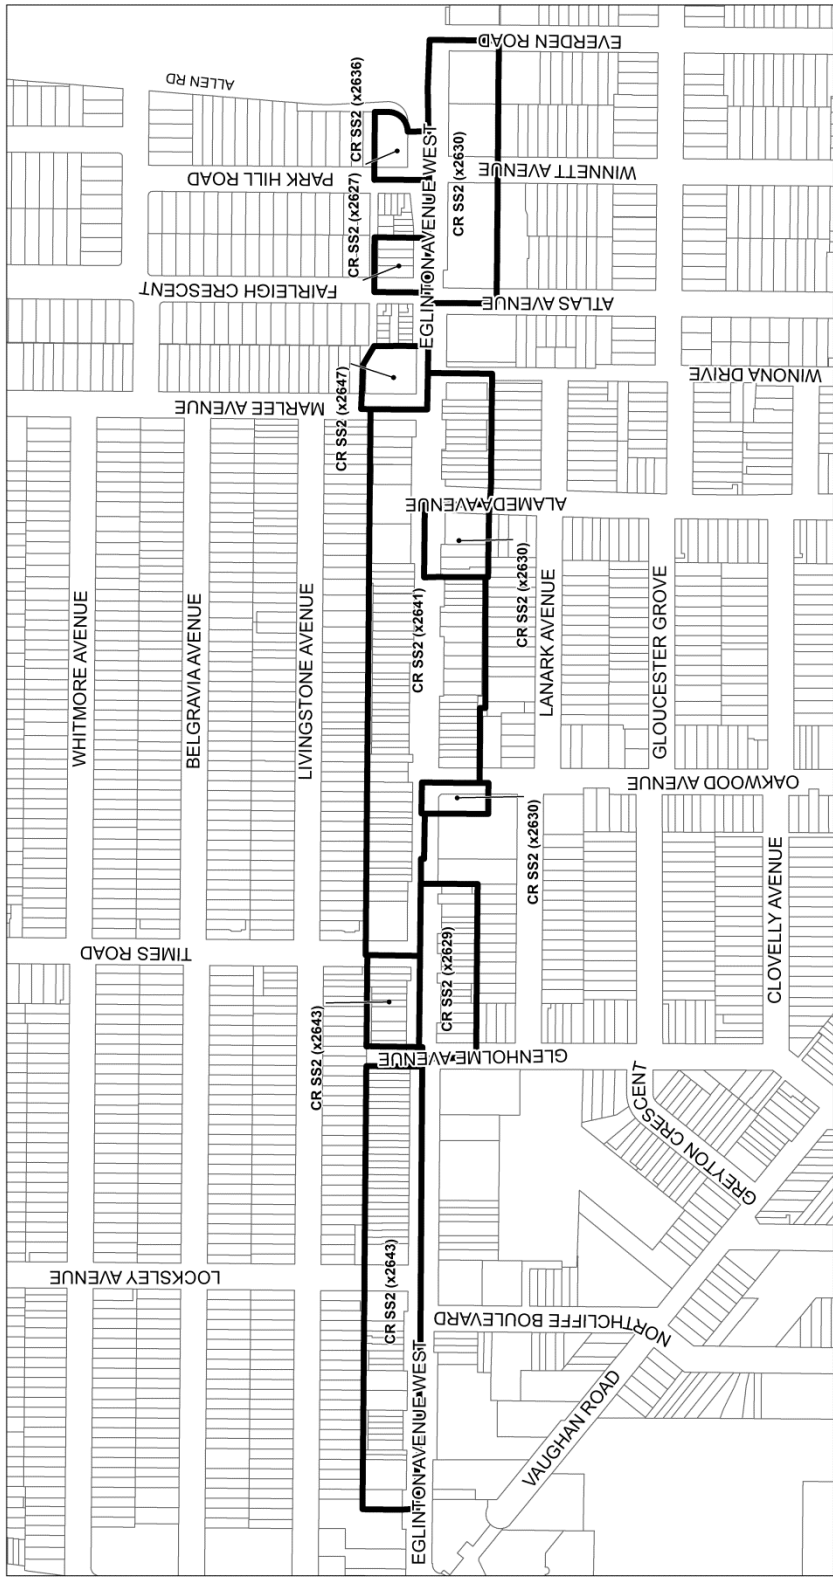 EVERDEN ROAD
ALLEN RD
CR SS2 (x2636)
PARK HILL ROAD
EGLINTON AVENUE WEST
CR SS2 (x2630)
WINNETT AVENUE
CR SS2 (x2627)
FAIRLEIGH CRESCENT
ATLAS AVENUE
CR SS2 (x2647)
MARLEE AVENUE
WINONA DRIVE
ALAMEDA AVENUE
CR SS2 (x2630)
WHITMORE AVENUE
BELGRAVIA AVENUE
LIVINGSTONE AVENUE
CR SS2 (x2641)
LANARK AVENUE
GLOUCESTER GROVE
OAKWOOD AVENUE
CR SS2 (x2630)
CLOVELLY AVENUE
TIMES ROAD
CR SS2 (x2629)
CR SS2 (x2643)
GLENHOLME AVENUE
GREYTON CRESCENT
LOCKSLEY AVENUE
CR SS2 (x2643)
NORTHCLIFFE BOULEVARD
EGLINTON AVENUE WEST
VAUGHAN ROAD